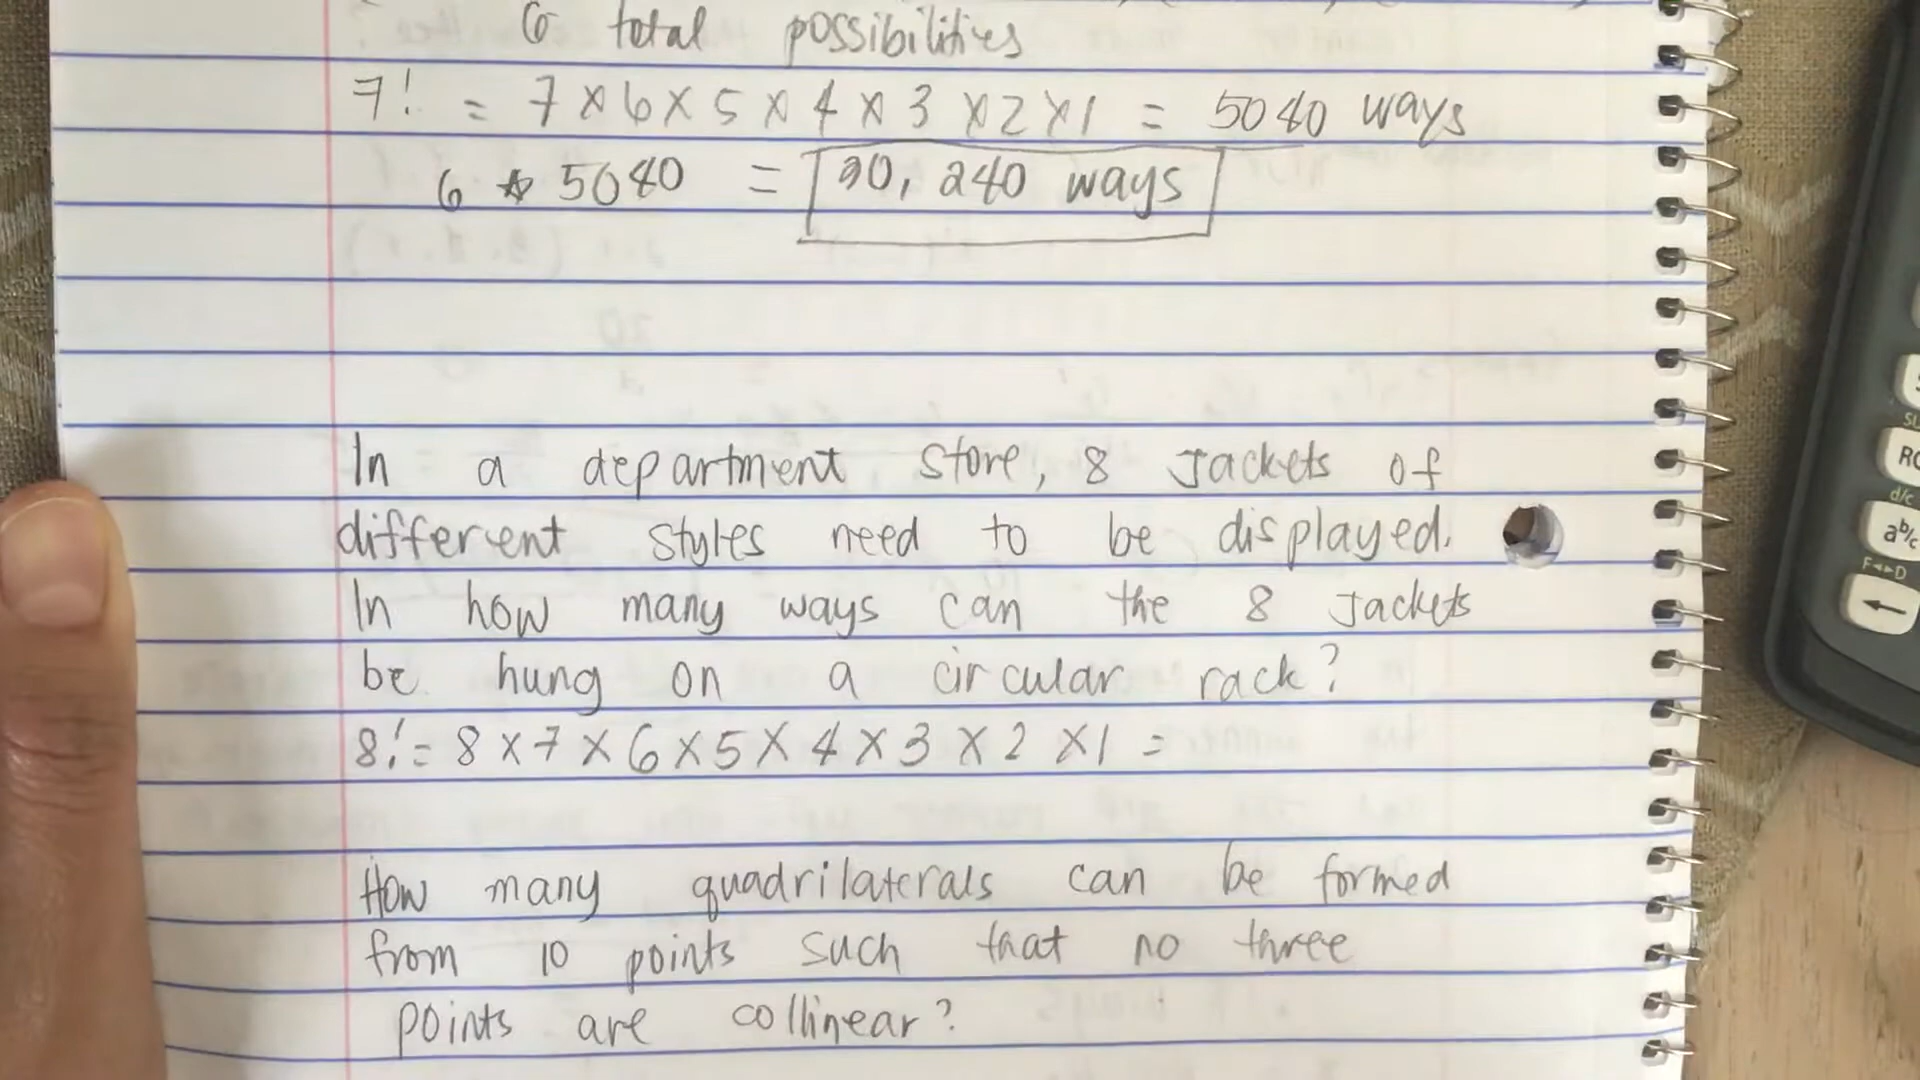 6 total possibilities
7! = 7 × 6 × 5 × 4 × 3 × 2 × 1 = 5040 ways
6 * 5040 = 30, 240 ways
In a department store, 8 Jackets of
different styles need to be displayed.
In how many ways can the 8 Jackets
be hung on a circular rack?
8! = 8 × 7 × 6 × 5 × 4 × 3 × 2 × 1 =
How many quadrilaterals can be formed
from 10 points such that no three
points are collinear?
d/c
F◄►D
←